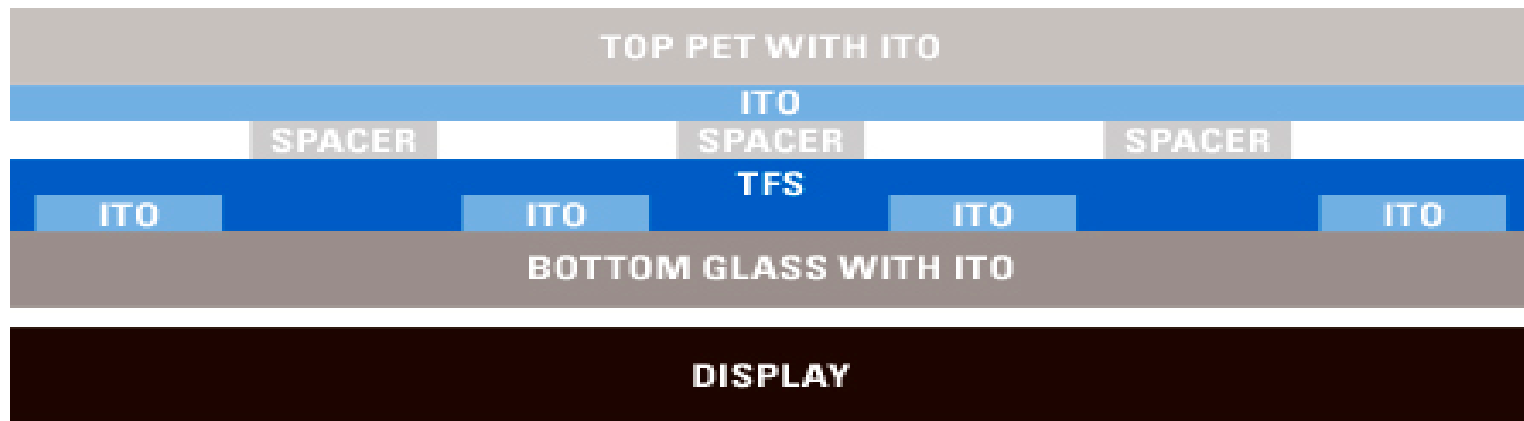 TOP PET WITH ITO
ITO
SPACER SPACER SPACER
TFS
ITO ITO ITO ITO
BOTTOM GLASS WITH ITO
DISPLAY